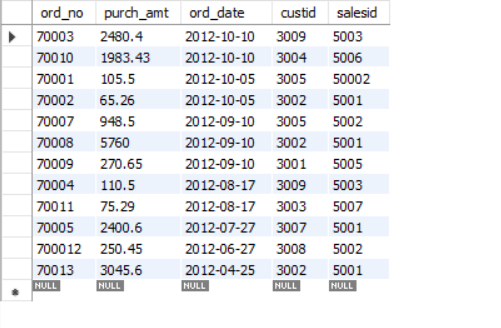 ord_no purch_amt ord_date custid salesid
70003 2480.4 2012-10-10 3009 5003
70010 1983.43 2012-10-10 3004 5006
70001 105.5 2012-10-05 3005 50002
70002 65.26 2012-10-05 3002 5001
70007 948.5 2012-09-10 3005 5002
70008 5760 2012-09-10 3002 5001
70009 270.65 2012-09-10 3001 5005
70004 110.5 2012-08-17 3009 5003
70011 75.29 2012-08-17 3003 5007
70005 2400.6 2012-07-27 3007 5001
700012 250.45 2012-06-27 3008 5002
70013 3045.6 2012-04-25 3002 5001
NULL NULL NULL NULL NULL